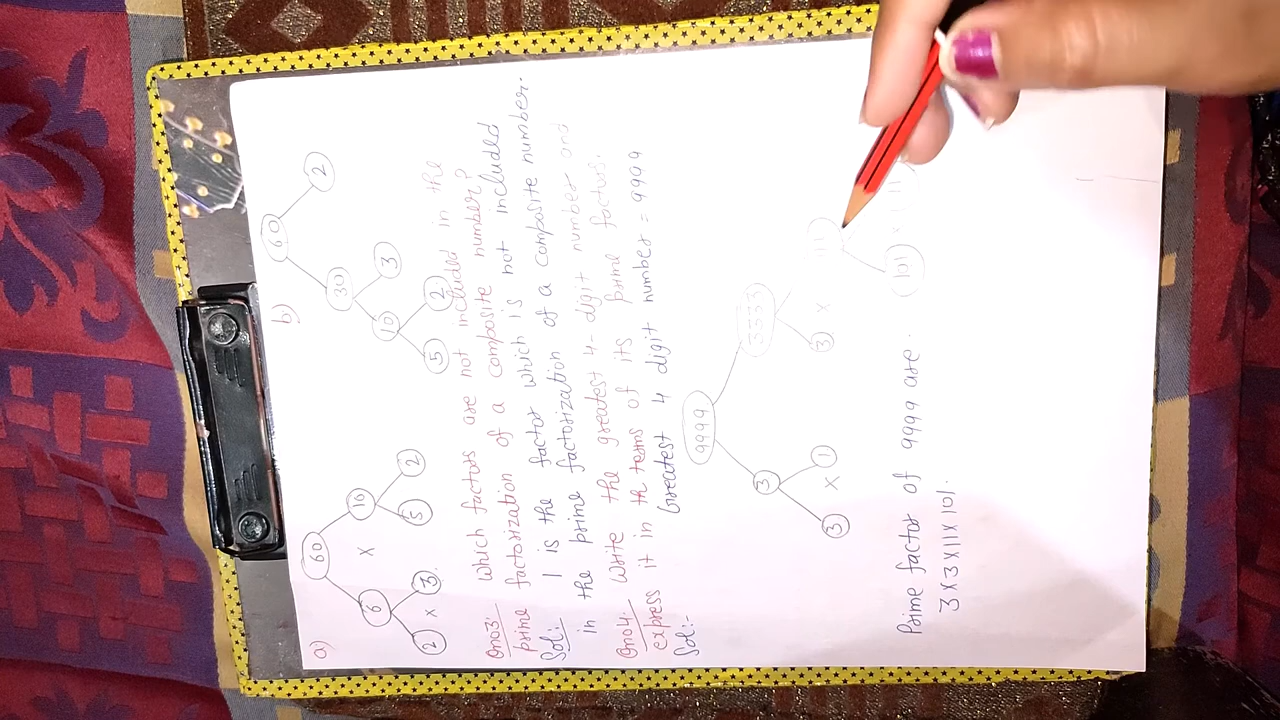 a)
60
6 x 10
2 x 3 5 2
b)
60
30 2
10 3
5 2
Qno3: which factors are not included in the
prime factorization of a composite number?
Sol:- 1 is the factor which is not included
in the prime factorization of a composite number.
Qno4: Write the greatest 4-digit number and
express it in th terms of its prime factors.
Sol:- Greatest 4 digit number = 9999
9999
3 3333
3 x 1 3 x
101 x 11
Prime factor of 9999 are.
3 x 3 x 11 x 101.